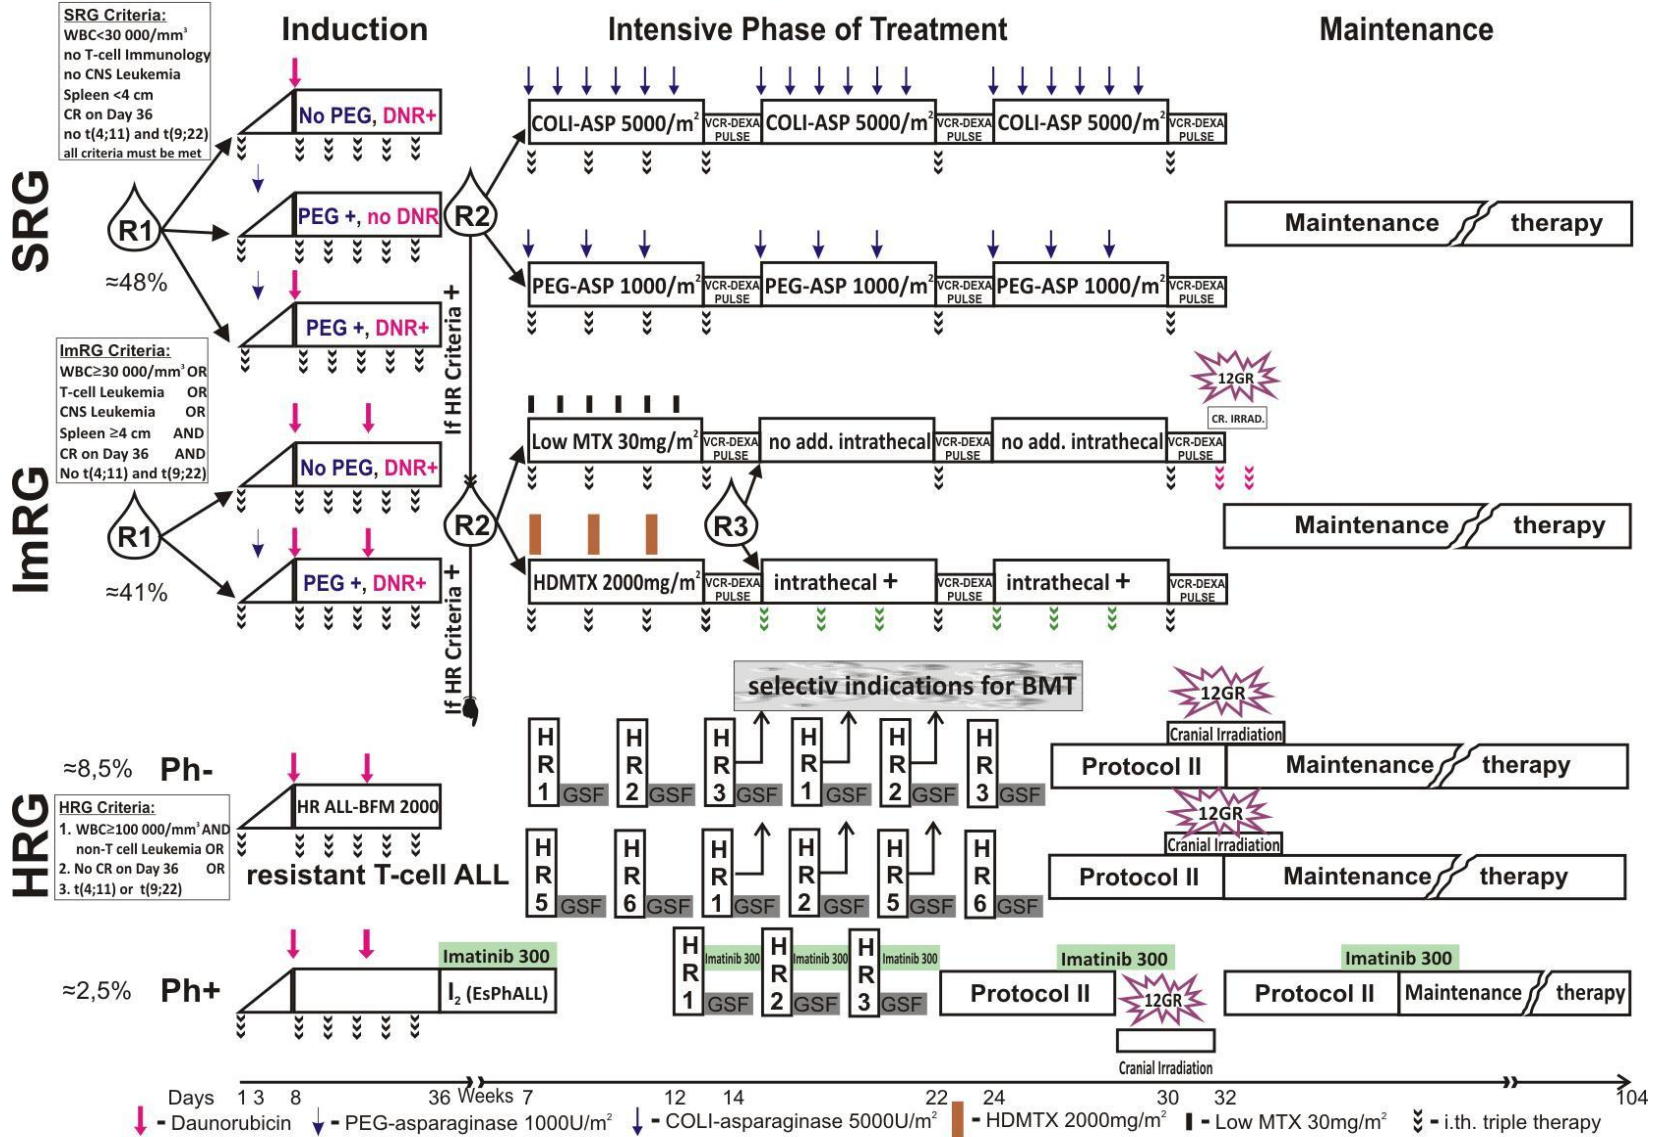 SRG Criteria:
WBC<30 000/mm³
no T-cell Immunology
no CNS Leukemia
Spleen <4 cm
CR on Day 36
no t(4;11) and t(9;22)
all criteria must be met
Induction
Intensive Phase of Treatment
Maintenance
SRG
R1
≈48%
No PEG, DNR+
PEG +, no DNR
PEG +, DNR+
R2
If HR Criteria +
COLI-ASP 5000/m²
VCR-DEXA
PULSE
COLI-ASP 5000/m²
VCR-DEXA
PULSE
COLI-ASP 5000/m²
VCR-DEXA
PULSE
PEG-ASP 1000/m²
VCR-DEXA
PULSE
PEG-ASP 1000/m²
VCR-DEXA
PULSE
PEG-ASP 1000/m²
VCR-DEXA
PULSE
Maintenance therapy
ImRG Criteria:
WBC≥30 000/mm³ OR
T-cell Leukemia OR
CNS Leukemia OR
Spleen ≥4 cm AND
CR on Day 36 AND
No t(4;11) and t(9;22)
ImRG
R1
≈41%
No PEG, DNR+
PEG +, DNR+
R2
If HR Criteria +
Low MTX 30mg/m²
VCR-DEXA
PULSE
no add. intrathecal
VCR-DEXA
PULSE
no add. intrathecal
VCR-DEXA
PULSE
12GR
CR. IRRAD.
R3
HDMTX 2000mg/m²
VCR-DEXA
PULSE
intrathecal +
VCR-DEXA
PULSE
intrathecal +
VCR-DEXA
PULSE
Maintenance therapy
selectiv indications for BMT
HRG
≈8,5% Ph-
HRG Criteria:
1. WBC≥100 000/mm³ AND
non-T cell Leukemia OR
2. No CR on Day 36 OR
3. t(4;11) or t(9;22)
HR ALL-BFM 2000
HR1 GSF
HR2 GSF
HR3 GSF
HR1 GSF
HR2 GSF
HR3 GSF
12GR
Cranial Irradiation
Protocol II
Maintenance therapy
resistant T-cell ALL
HR5 GSF
HR6 GSF
HR1 GSF
HR2 GSF
HR5 GSF
HR6 GSF
12GR
Cranial Irradiation
Protocol II
Maintenance therapy
≈2,5% Ph+
Imatinib 300
I₂ (EsPhALL)
HR1 Imatinib 300 GSF
HR2 Imatinib 300 GSF
HR3 Imatinib 300 GSF
Imatinib 300
Protocol II
12GR
Cranial Irradiation
Imatinib 300
Protocol II
Maintenance therapy
Days 1 3 8 36 Weeks 7 12 14 22 24 30 32 104
- Daunorubicin - PEG-asparaginase 1000U/m² - COLI-asparaginase 5000U/m² - HDMTX 2000mg/m² - Low MTX 30mg/m² - i.th. triple therapy